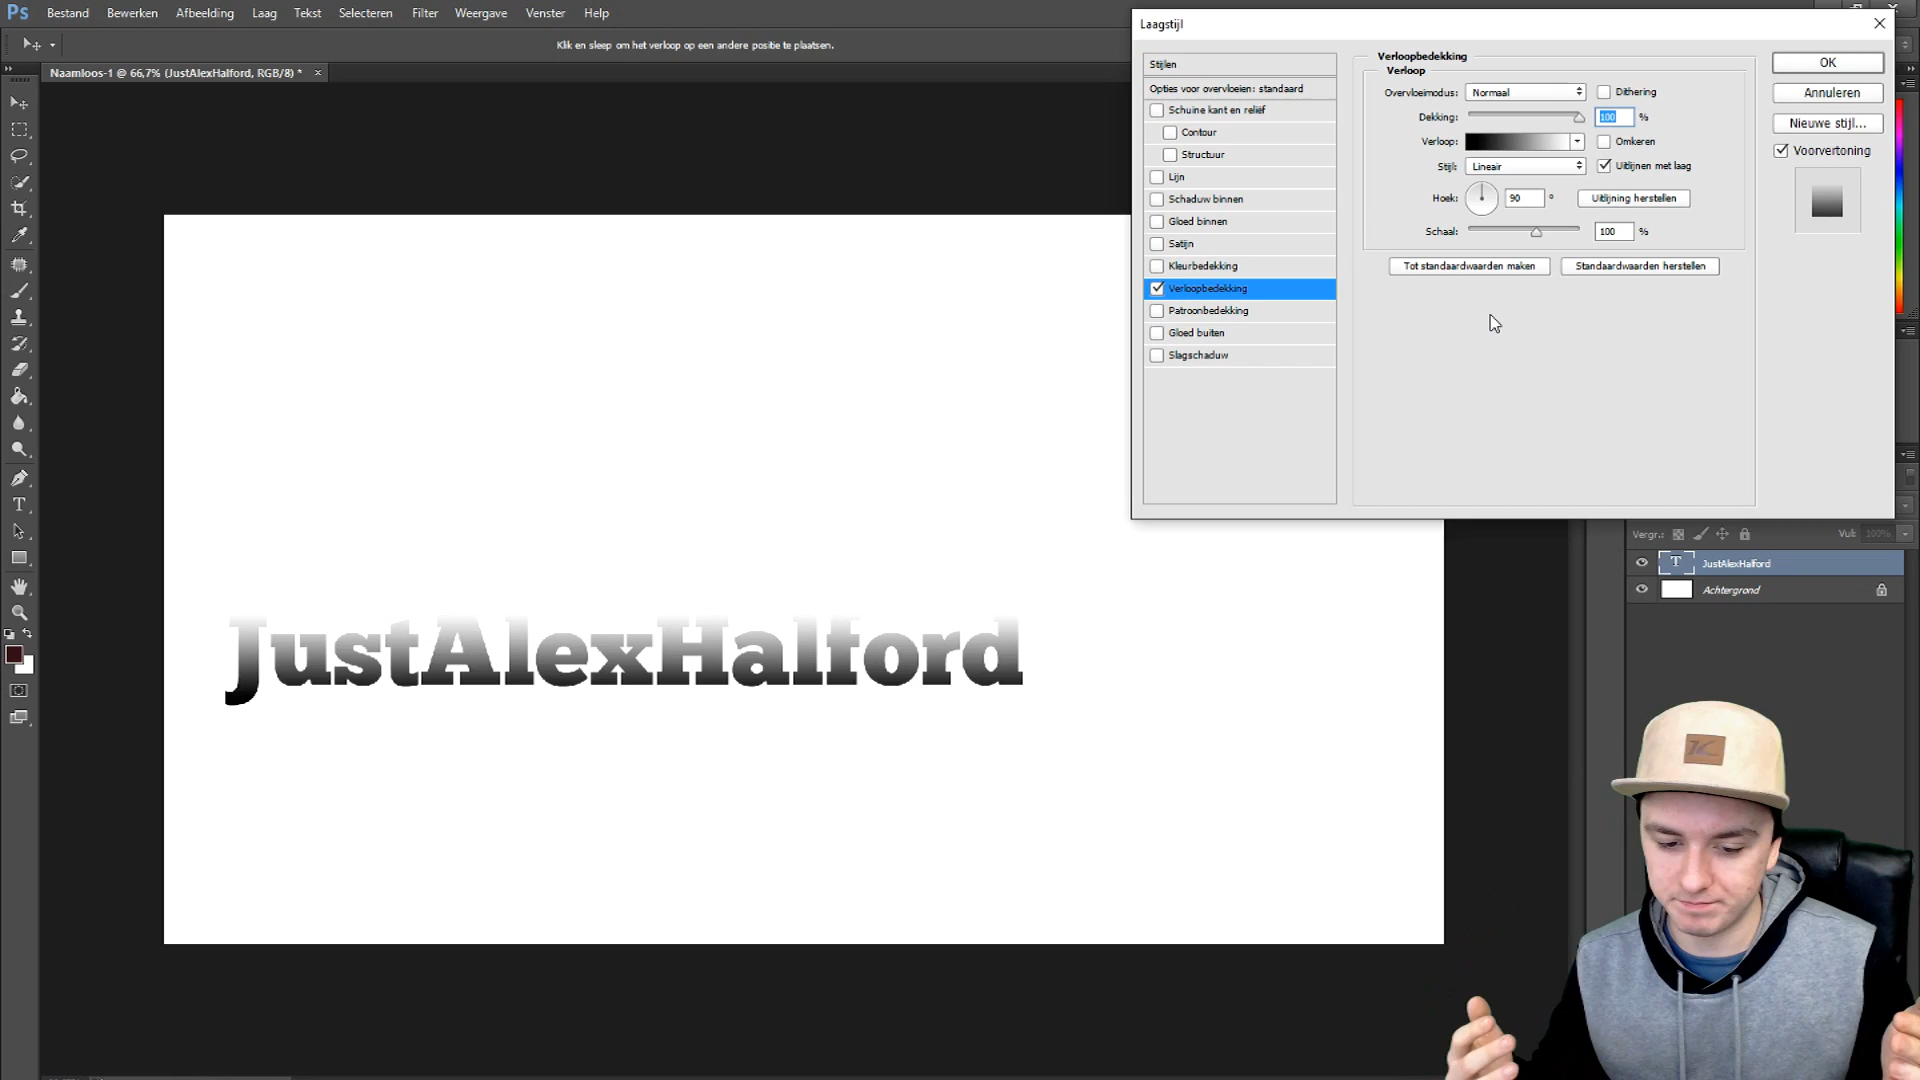 Ps Bestand Bewerken Afbeelding Laag Tekst Selecteren Filter Weergave Venster Help
Klik en sleep om het verloop op een andere positie te plaatsen.
Naamloos-1 @ 66,7% (JustAlexHalford, RGB/8) *
Laagstijl
Stijlen
Opties voor overvloeien: standaard
Schuine kant en reliëf
Contour
Structuur
Lijn
Schaduw binnen
Gloed binnen
Satijn
Kleurbedekking
Verloopbedekking
Patroonbedekking
Gloed buiten
Slagschaduw
Verloopbedekking
Verloop
Overvloeimodus: Normaal Dithering
Dekking: 100 %
Verloop: Omkeren
Stijl: Lineair Uitlijnen met laag
Hoek: 90 ° Uitlijning herstellen
Schaal: 100 %
Tot standaardwaarden maken Standaardwaarden herstellen
OK
Annuleren
Nieuwe stijl...
Voorvertoning
JustAlexHalford
Vergr.: Vul: 100%
T JustAlexHalford
Achtergrond